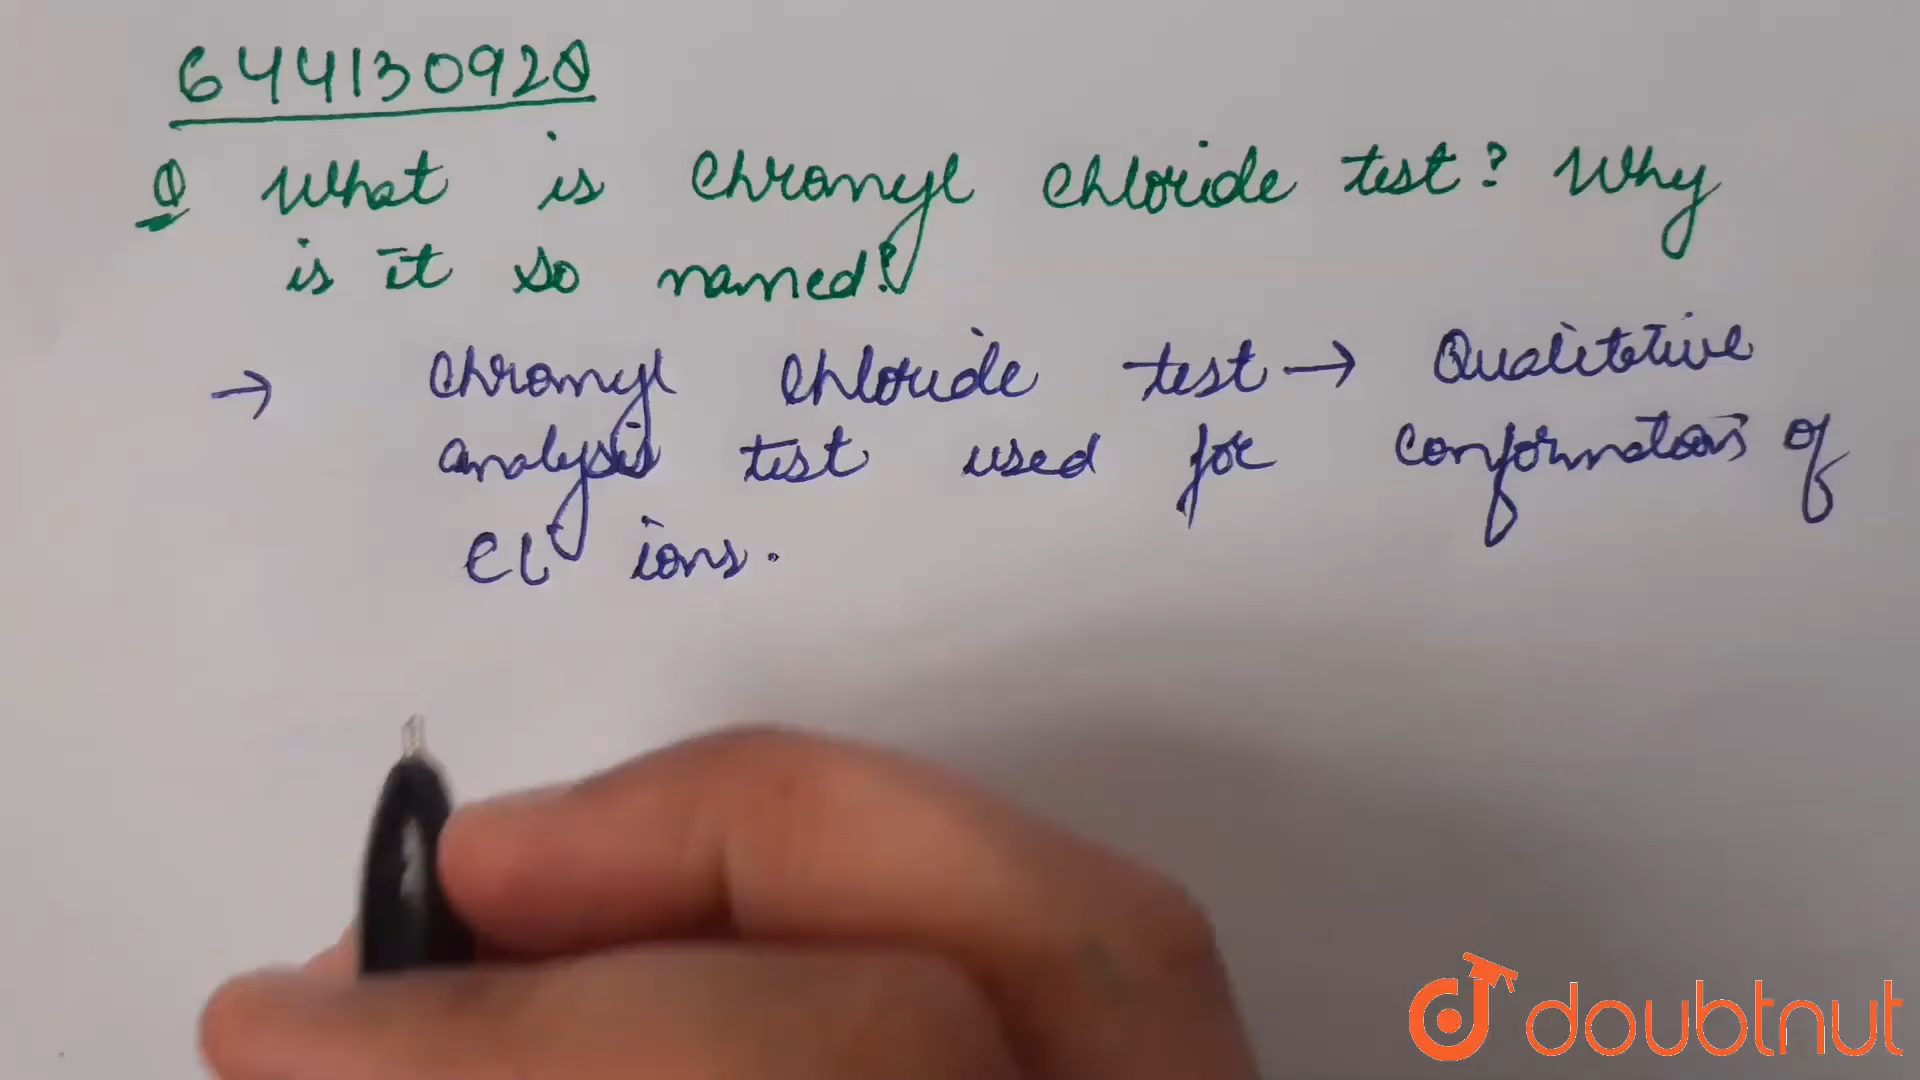 644130928
Q What is Chromyl Chloride test? Why
is it so named?
→ Chromyl Chloride test → Qualitative
analysis test used for conformation of
Cl⁻ ions.
doubtnut